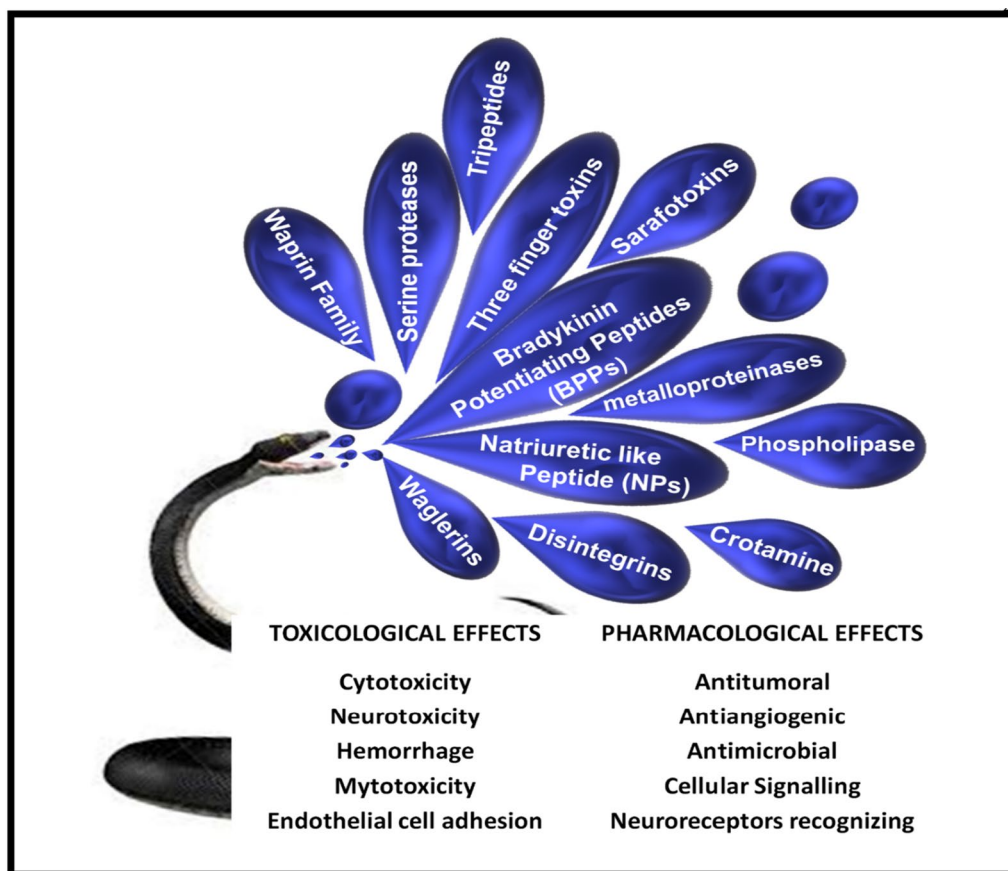 Tripeptides
Serine proteases
Waprin Family
Three finger toxins
Sarafotoxins
Bradykinin
Potentiating Peptides
(BPPs)
metalloproteinases
Phospholipase
Natriuretic like
Peptide (NPs)
Waglerins
Disintegrins
Crotamine
TOXICOLOGICAL EFFECTS
Cytotoxicity
Neurotoxicity
Hemorrhage
Mytotoxicity
Endothelial cell adhesion
PHARMACOLOGICAL EFFECTS
Antitumoral
Antiangiogenic
Antimicrobial
Cellular Signalling
Neuroreceptors recognizing